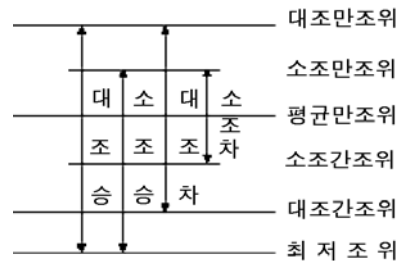 대조만조위
소조만조위
평균만조위
소조간조위
대조간조위
최 저 조 위
대조승
소조승
대조차
소조차